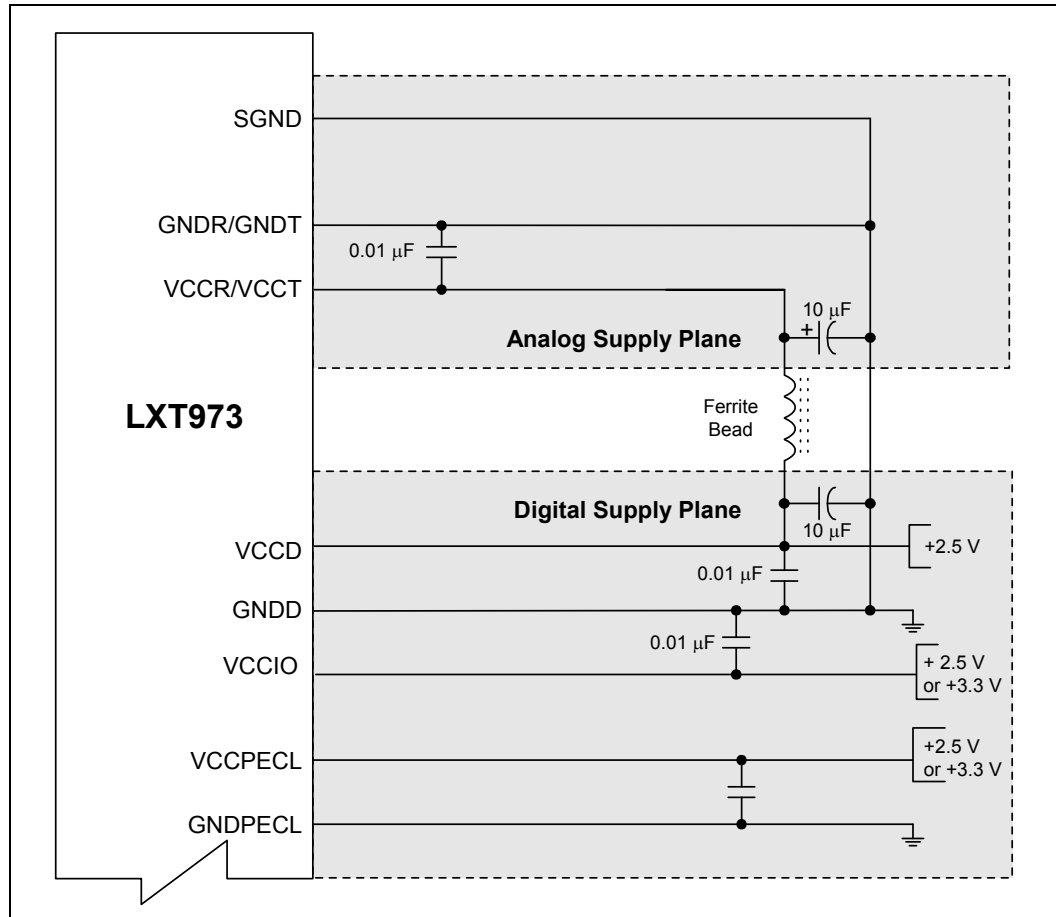 SGND
GNDR/GNDT
0.01 μF
VCCR/VCCT
10 μF
+
Analog Supply Plane
LXT973
Ferrite
Bead
Digital Supply Plane
10 μF
VCCD
+2.5 V
0.01 μF
GNDD
0.01 μF
VCCIO
+ 2.5 V
or +3.3 V
VCCPECL
+2.5 V
or +3.3 V
GNDPECL